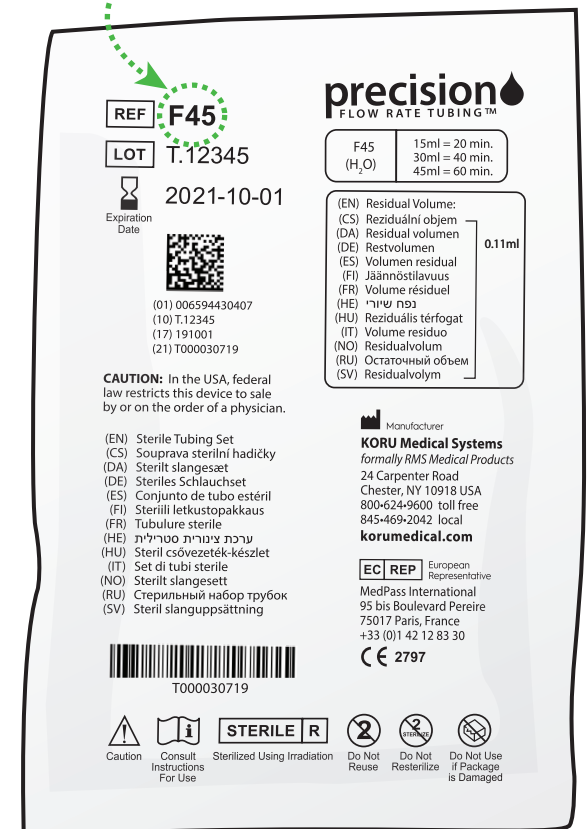 REF F45
LOT T.12345
2021-10-01
Expiration
Date
(01) 006594430407
(10) T.12345
(17) 191001
(21) T000030719
CAUTION: In the USA, federal
law restricts this device to sale
by or on the order of a physician.
(EN) Sterile Tubing Set
(CS) Souprava sterilní hadičky
(DA) Sterilt slangesæt
(DE) Steriles Schlauchset
(ES) Conjunto de tubo estéril
(FI) Steriili letkustopakkaus
(FR) Tubulure sterile
(HE) ערכת צינורית סטרילית
(HU) Steril csővezeték-készlet
(IT) Set di tubi sterile
(NO) Sterilt slangesett
(RU) Стерильный набор трубок
(SV) Steril slanguppsättning
T000030719
precision
FLOW RATE TUBING™
F45
(H₂O)
15ml = 20 min.
30ml = 40 min.
45ml = 60 min.
(EN) Residual Volume:
(CS) Reziduální objem
(DA) Residual volumen
(DE) Restvolumen
(ES) Volumen residual
(FI) Jäännöstilavuus
(FR) Volume résiduel
(HE) נפח שיורי
(HU) Reziduális térfogat
(IT) Volume residuo
(NO) Residualvolum
(RU) Остаточный объем
(SV) Residualvolym
0.11ml
Manufacturer
KORU Medical Systems
formally RMS Medical Products
24 Carpenter Road
Chester, NY 10918 USA
800•624•9600 toll free
845•469•2042 local
korumedical.com
EC REP European
Representative
MedPass International
95 bis Boulevard Pereire
75017 Paris, France
+33 (0)1 42 12 83 30
CE 2797
Caution
i
Consult
Instructions
For Use
STERILE R
Sterilized Using Irradiation
2
Do Not
Reuse
2
STERILIZE
Do Not
Resterilize
Do Not Use
if Package
is Damaged